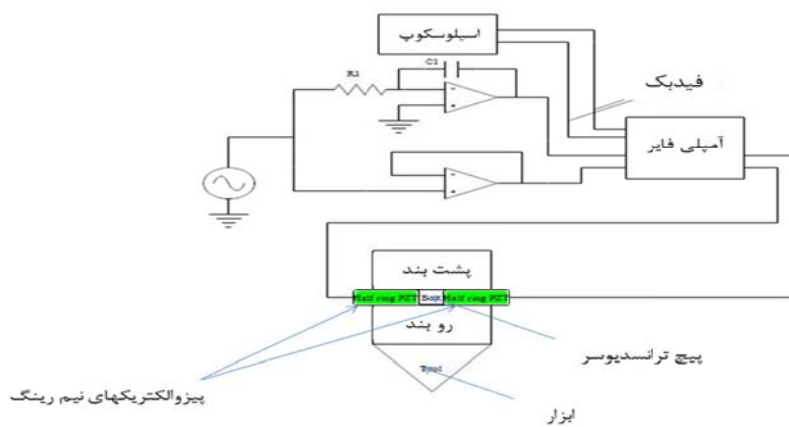 اسیلوسکوپ
C1
R1
فیدبک
آمپلی فایر
پشت بند
Half ring PZT
Half ring PZT
رو بند
پیچ ترانسدیوسر
Tool
پیزوالکتریکهای نیم رینگ
ابزار